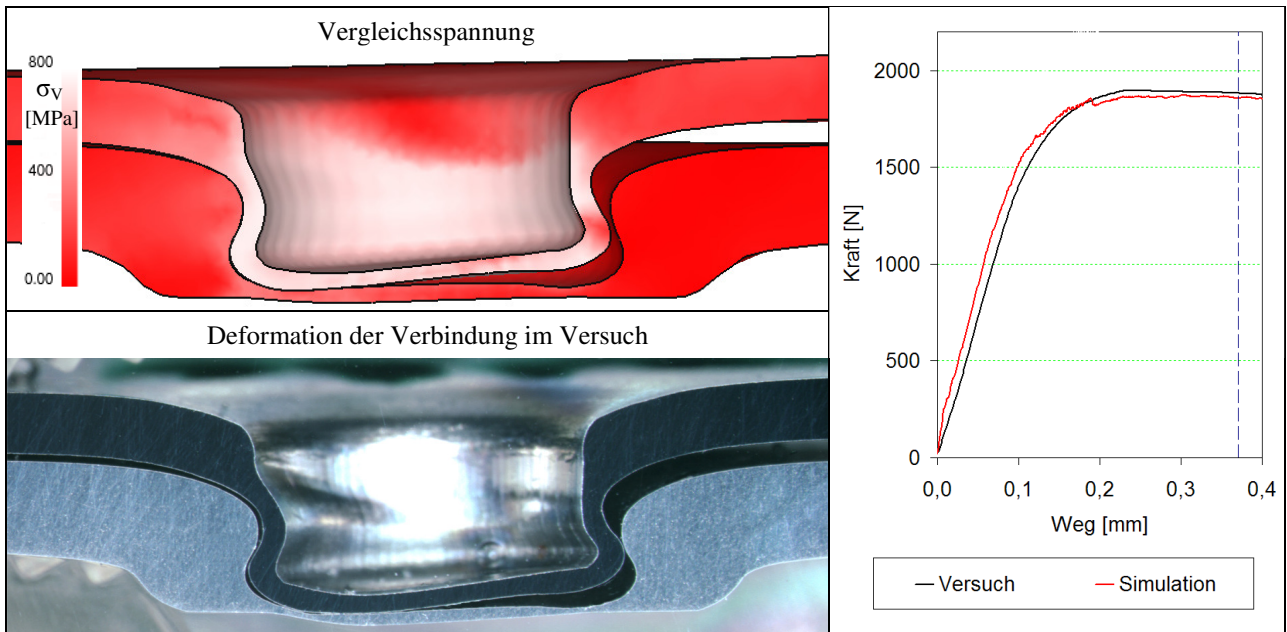 Vergleichsspannung
800
σV
[MPa]
400
0.00
Deformation der Verbindung im Versuch
2000
1500
1000
500
0
Kraft [N]
0,0
0,1
0,2
0,3
0,4
Weg [mm]
Versuch
Simulation